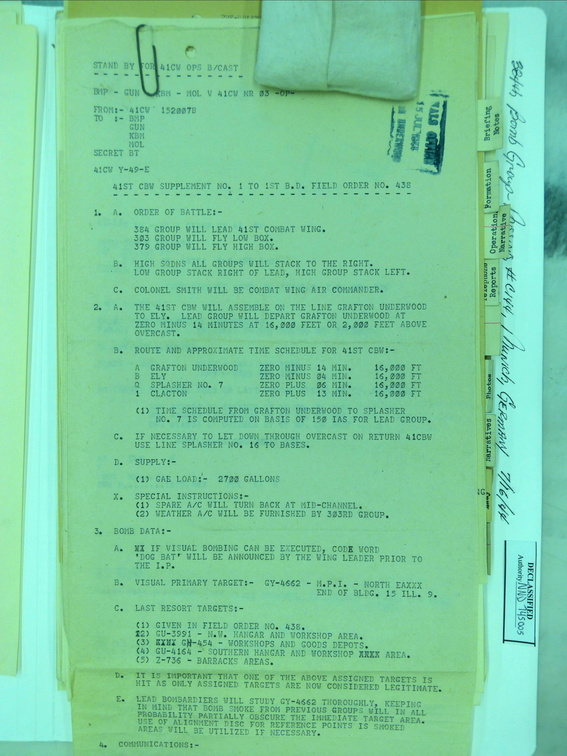 STAND BY FOR 41CW OPS B/CAST
BMP - GUN - KBM - MOL V 41CW NR 03 -OP-
FROM:- 41CW 152007B
TO :- BMP
GUN
KBM
MOL
SECRET BT
41CW Y-49-E
41ST CBW SUPPLEMENT NO. 1 TO 1ST B.D. FIELD ORDER NO. 438
1. A. ORDER OF BATTLE:-
384 GROUP WILL LEAD 41ST COMBAT WING.
303 GROUP WILL FLY LOW BOX.
379 GROUP WILL FLY HIGH BOX.
B. HIGH SQDNS ALL GROUPS WILL STACK TO THE RIGHT.
LOW GROUP STACK RIGHT OF LEAD, HIGH GROUP STACK LEFT.
C. COLONEL SMITH WILL BE COMBAT WING AIR COMMANDER.
2. A. THE 41ST CBW WILL ASSEMBLE ON THE LINE GRAFTON UNDERWOOD
TO ELY. LEAD GROUP WILL DEPART GRAFTON UNDERWOOD AT
ZERO MINUS 14 MINUTES AT 16,000 FEET OR 2,000 FEET ABOVE
OVERCAST.
B. ROUTE AND APPROXIMATE TIME SCHEDULE FOR 41ST CBW:-
A GRAFTON UNDERWOOD ZERO MINUS 14 MIN. 16,000 FT
B ELY ZERO MINUS 04 MIN. 16,000 FT
Q SPLASHER NO. 7 ZERO PLUS 06 MIN. 16,000 FT
1 CLACTON ZERO PLUS 13 MIN. 16,000 FT
(1) TIME SCHEDULE FROM GRAFTON UNDERWOOD TO SPLASHER
NO. 7 IS COMPUTED ON BASIS OF 150 IAS FOR LEAD GROUP.
C. IF NECESSARY TO LET DOWN THROUGH OVERCAST ON RETURN 41CBW
USE LINE SPLASHER NO. 16 TO BASES.
D. SUPPLY:-
(1) GAE LOAD:- 2700 GALLONS
X. SPECIAL INSTRUCTIONS:-
(1) SPARE A/C WILL TURN BACK AT MID-CHANNEL.
(2) WEATHER A/C WILL BE FURNISHED BY 303RD GROUP.
3. BOMB DATA:-
A. IF VISUAL BOMBING CAN BE EXECUTED, CODE WORD
"DOG BAT" WILL BE ANNOUNCED BY THE WING LEADER PRIOR TO
THE I.P.
B. VISUAL PRIMARY TARGET:- GY-4662 - M.P.I. - NORTH EAXXX
END OF BLDG. 15 ILL. 9.
C. LAST RESORT TARGETS:-
(1) GIVEN IN FIELD ORDER NO. 438.
(2) GU-3991 - N.W. HANGAR AND WORKSHOP AREA.
(3) XXXX GH-454 - WORKSHOPS AND GOODS DEPOTS.
(4) GU-4164 - SOUTHERN HANGAR AND WORKSHOP XXXX AREA.
(5) Z-736 - BARRACKS AREAS.
D. IT IS IMPORTANT THAT ONE OF THE ABOVE ASSIGNED TARGETS IS
HIT AS ONLY ASSIGNED TARGETS ARE NOW CONSIDERED LEGITIMATE.
E. LEAD BOMBARDIERS WILL STUDY GY-4662 THOROUGHLY, KEEPING
IN MIND THAT BOMB SMOKE FROM PREVIOUS GROUPS WILL IN ALL
PROBABILITY PARTIALLY OBSCURE THE IMMEDIATE TARGET AREA.
USE OF ALIGNMENT DISC FOR REFERENCE POINTS IS SMOKED
AREAS WILL BE UTILIZED IF NECESSARY.
4. COMMUNICATIONS:-
Briefing
Notes
Formation
Operational
Narrative
Reports
Photos
Narratives
Bomb Group
Munich, Germany 7/16/44
DECLASSIFIED
Authority NND 745005